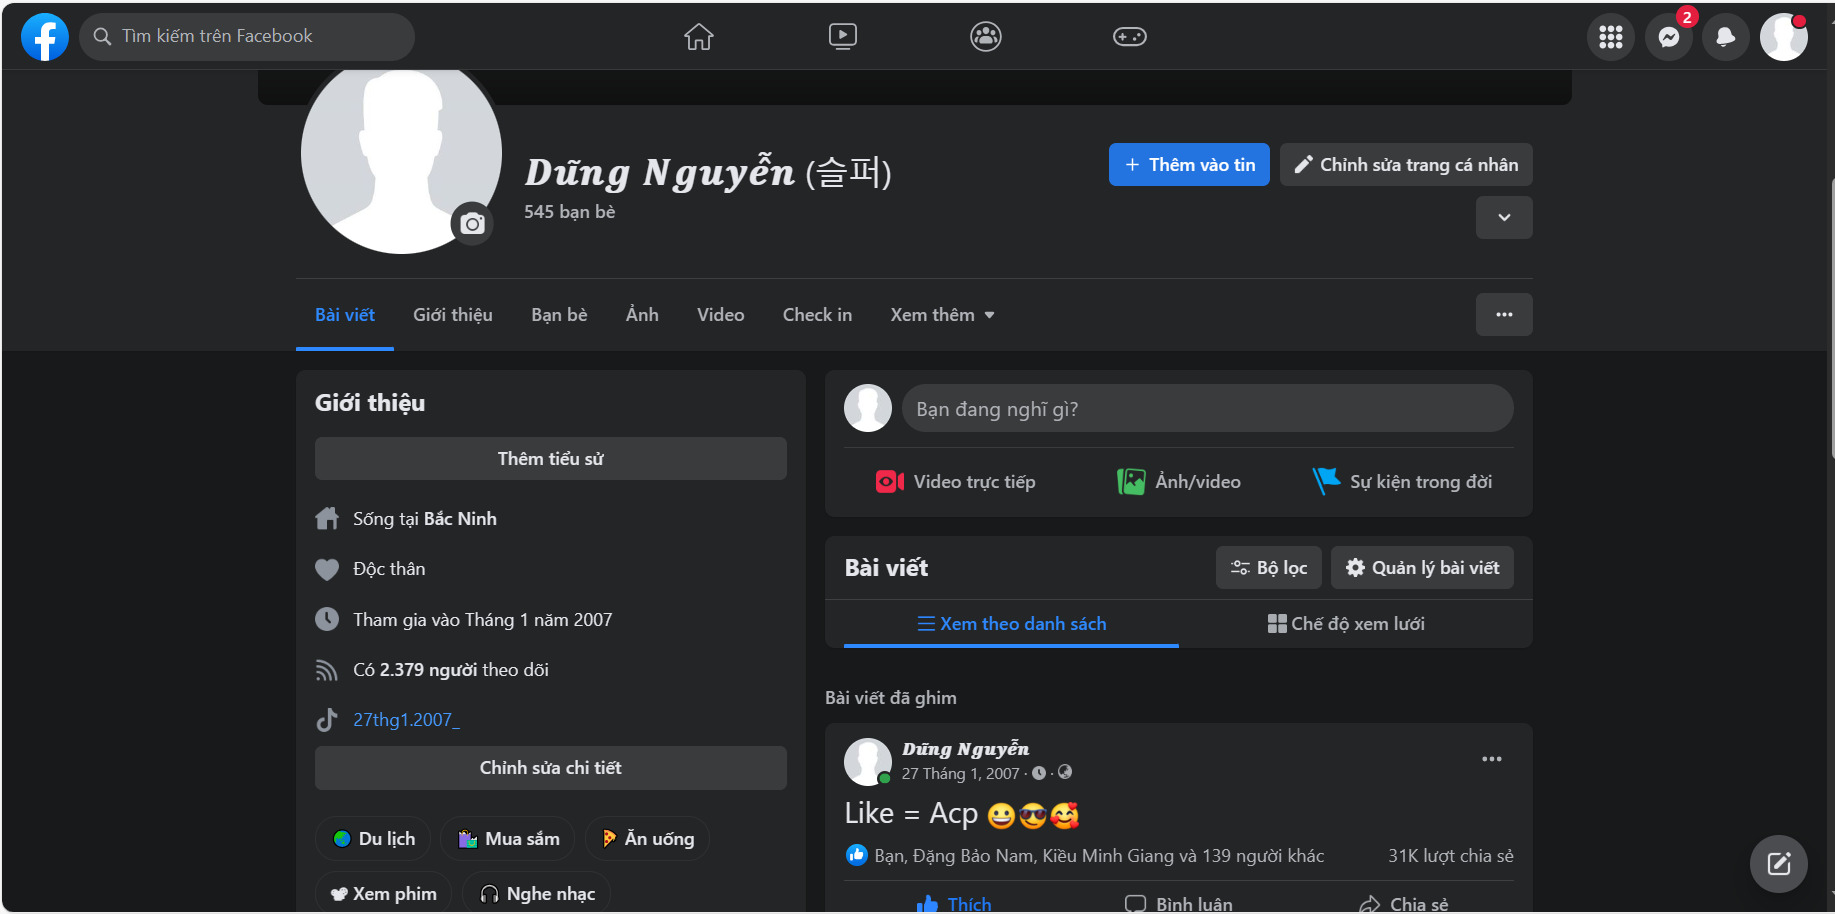 Tìm kiếm trên Facebook
2
Dũng Nguyễn (슬퍼)
545 bạn bè
Thêm vào tin
Chỉnh sửa trang cá nhân
Bài viết
Giới thiệu
Bạn bè
Ảnh
Video
Check in
Xem thêm
Giới thiệu
Thêm tiểu sử
Sống tại Bắc Ninh
Độc thân
Tham gia vào Tháng 1 năm 2007
Có 2.379 người theo dõi
27thg1.2007_
Chỉnh sửa chi tiết
Du lịch
Mua sắm
Ăn uống
Xem phim
Nghe nhạc
Bạn đang nghĩ gì?
Video trực tiếp
Ảnh/video
Sự kiện trong đời
Bài viết
Bộ lọc
Quản lý bài viết
Xem theo danh sách
Chế độ xem lưới
Bài viết đã ghim
Dũng Nguyễn
27 Tháng 1, 2007 · ·
Like = Acp 😀😎🥰
Bạn, Đặng Bảo Nam, Kiều Minh Giang và 139 người khác
31K lượt chia sẻ
Thích
Bình luận
Chia sẻ